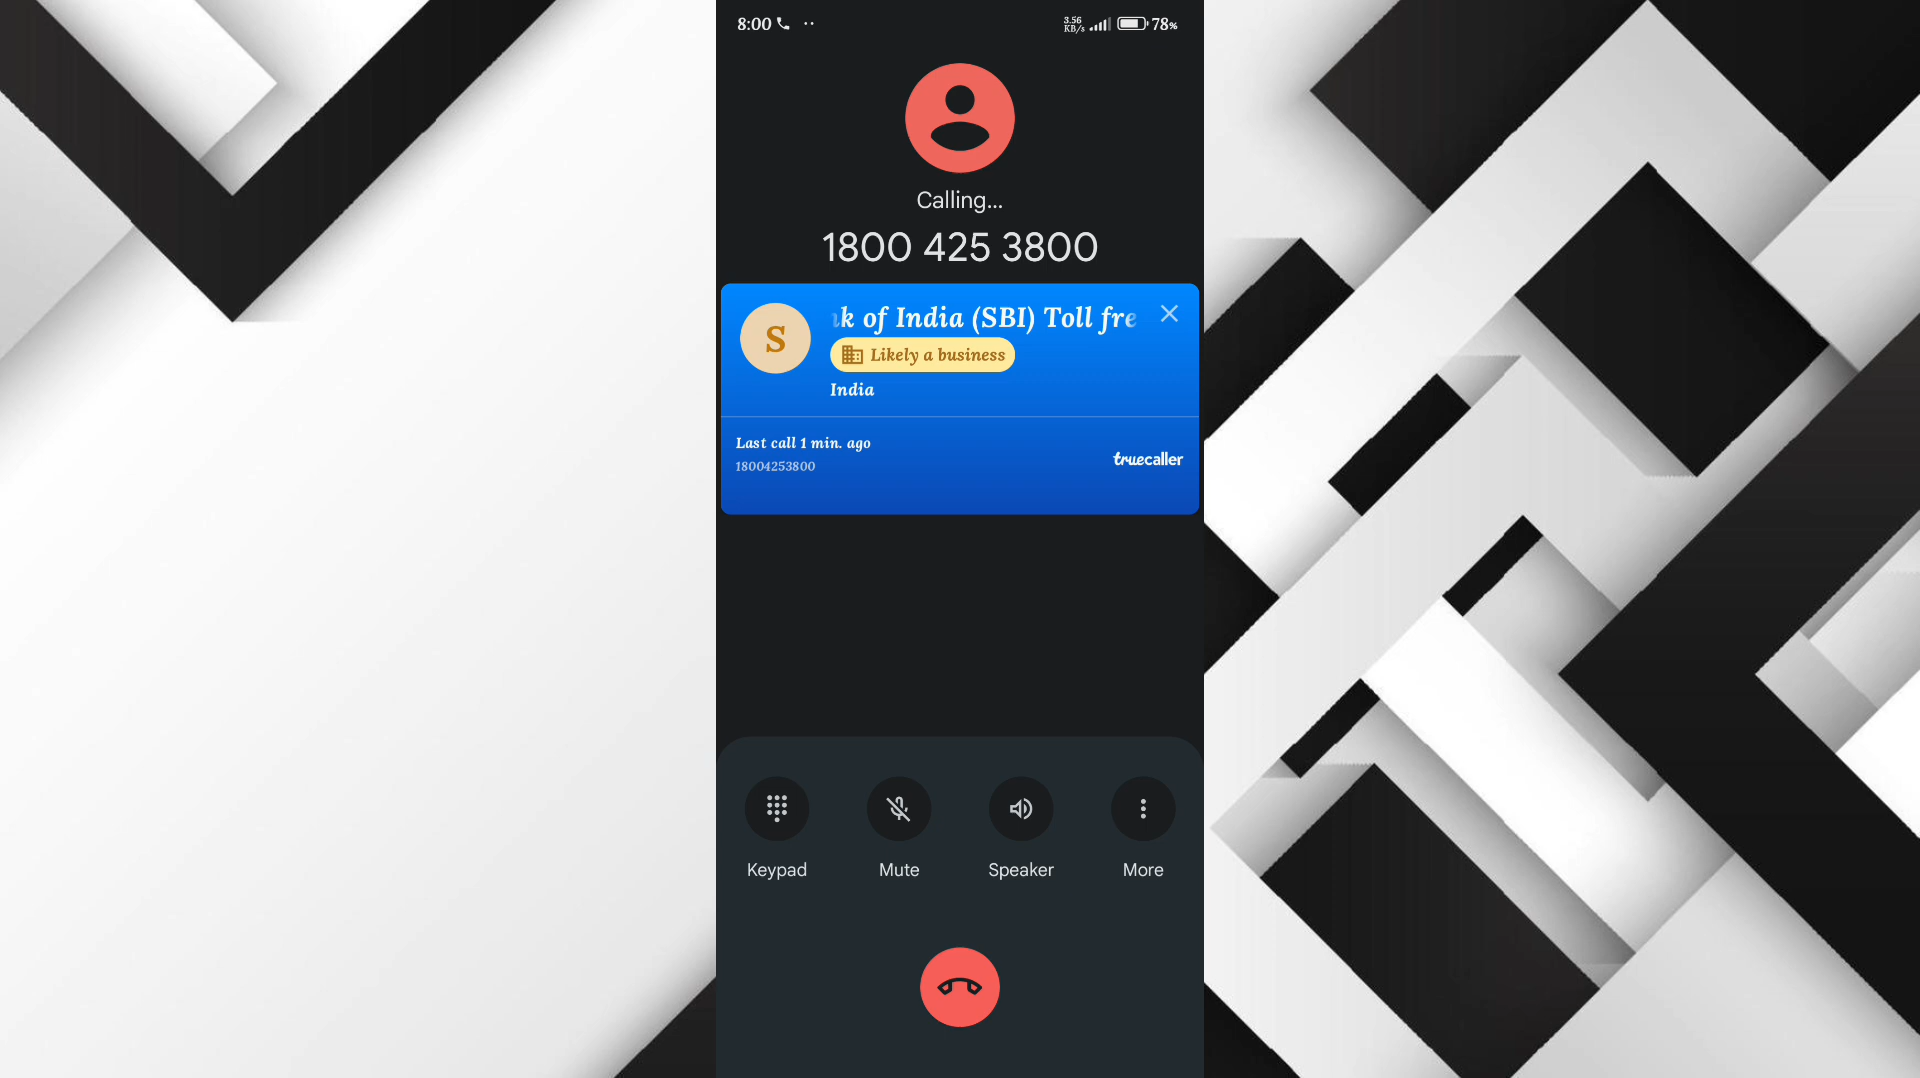 8:00
3.56
KB/s
78%
Calling...
1800 425 3800
S
k of India (SBI) Toll fre
Likely a business
India
Last call 1 min. ago
18004253800
truecaller
Keypad
Mute
Speaker
More